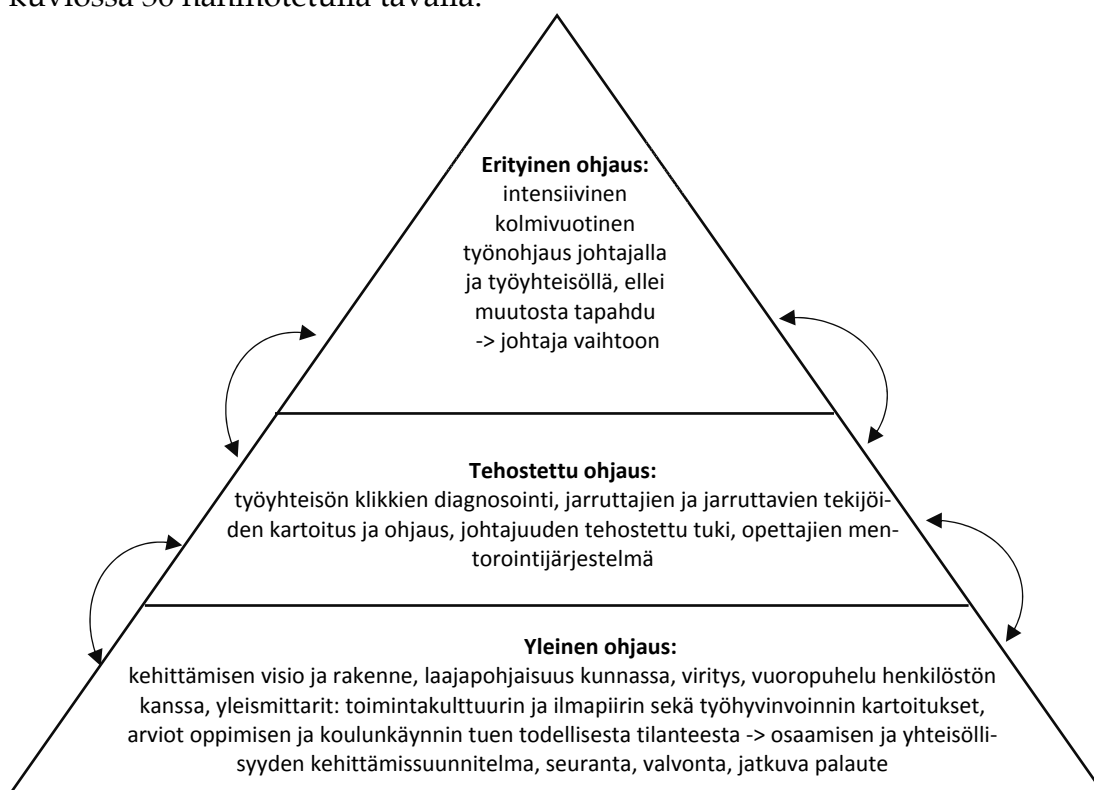 kuviossa 36 hahmotetulla tavalla.
Erityinen ohjaus:
intensiivinen
kolmivuotinen
työnohjaus johtajalla
ja työyhteisöllä, ellei
muutosta tapahdu
-> johtaja vaihtoon
Tehostettu ohjaus:
työyhteisön klikkien diagnosointi, jarruttajien ja jarruttavien tekijöi-
den kartoitus ja ohjaus, johtajuuden tehostettu tuki, opettajien men-
torointijärjestelmä
Yleinen ohjaus:
kehittämisen visio ja rakenne, laajapohjaisuus kunnassa, viritys, vuoropuhelu henkilöstön
kanssa, yleismittarit: toimintakulttuurin ja ilmapiirin sekä työhyvinvoinnin kartoitukset,
arviot oppimisen ja koulunkäynnin tuen todellisesta tilanteesta -> osaamisen ja yhteisölli-
syyden kehittämissuunnitelma, seuranta, valvonta, jatkuva palaute